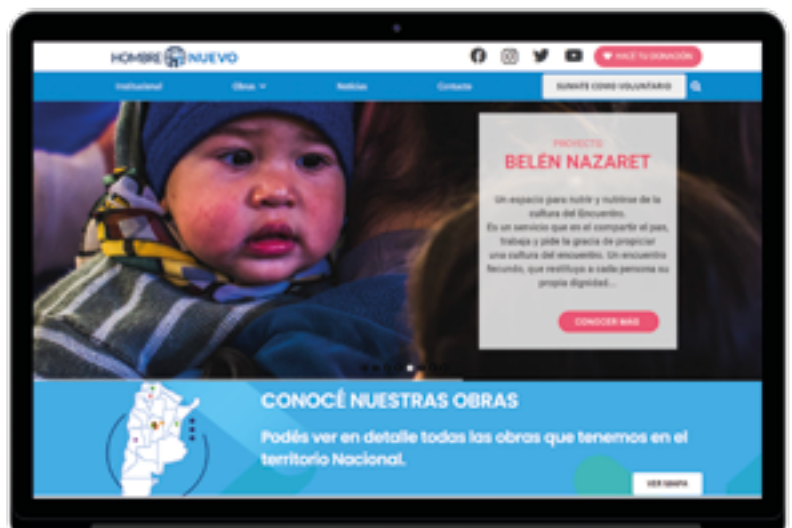 HOMBRE NUEVO
HACÉ TU DONACIÓN
Institucional
Obras
Noticias
Contacto
SUMATE COMO VOLUNTARIO
PROYECTO
BELÉN NAZARET
Un espacio para nutrir y nutrirse de la
cultura del Encuentro.
Es un servicio que en el compartir el pan,
trabaja y pide la gracia de propiciar
una cultura del encuentro. Un encuentro
fecundo, que restituya a cada persona su
propia dignidad...
CONOCER MÁS
CONOCÉ NUESTRAS OBRAS
Podés ver en detalle todas las obras que tenemos en el
territorio Nacional.
VER MAPA